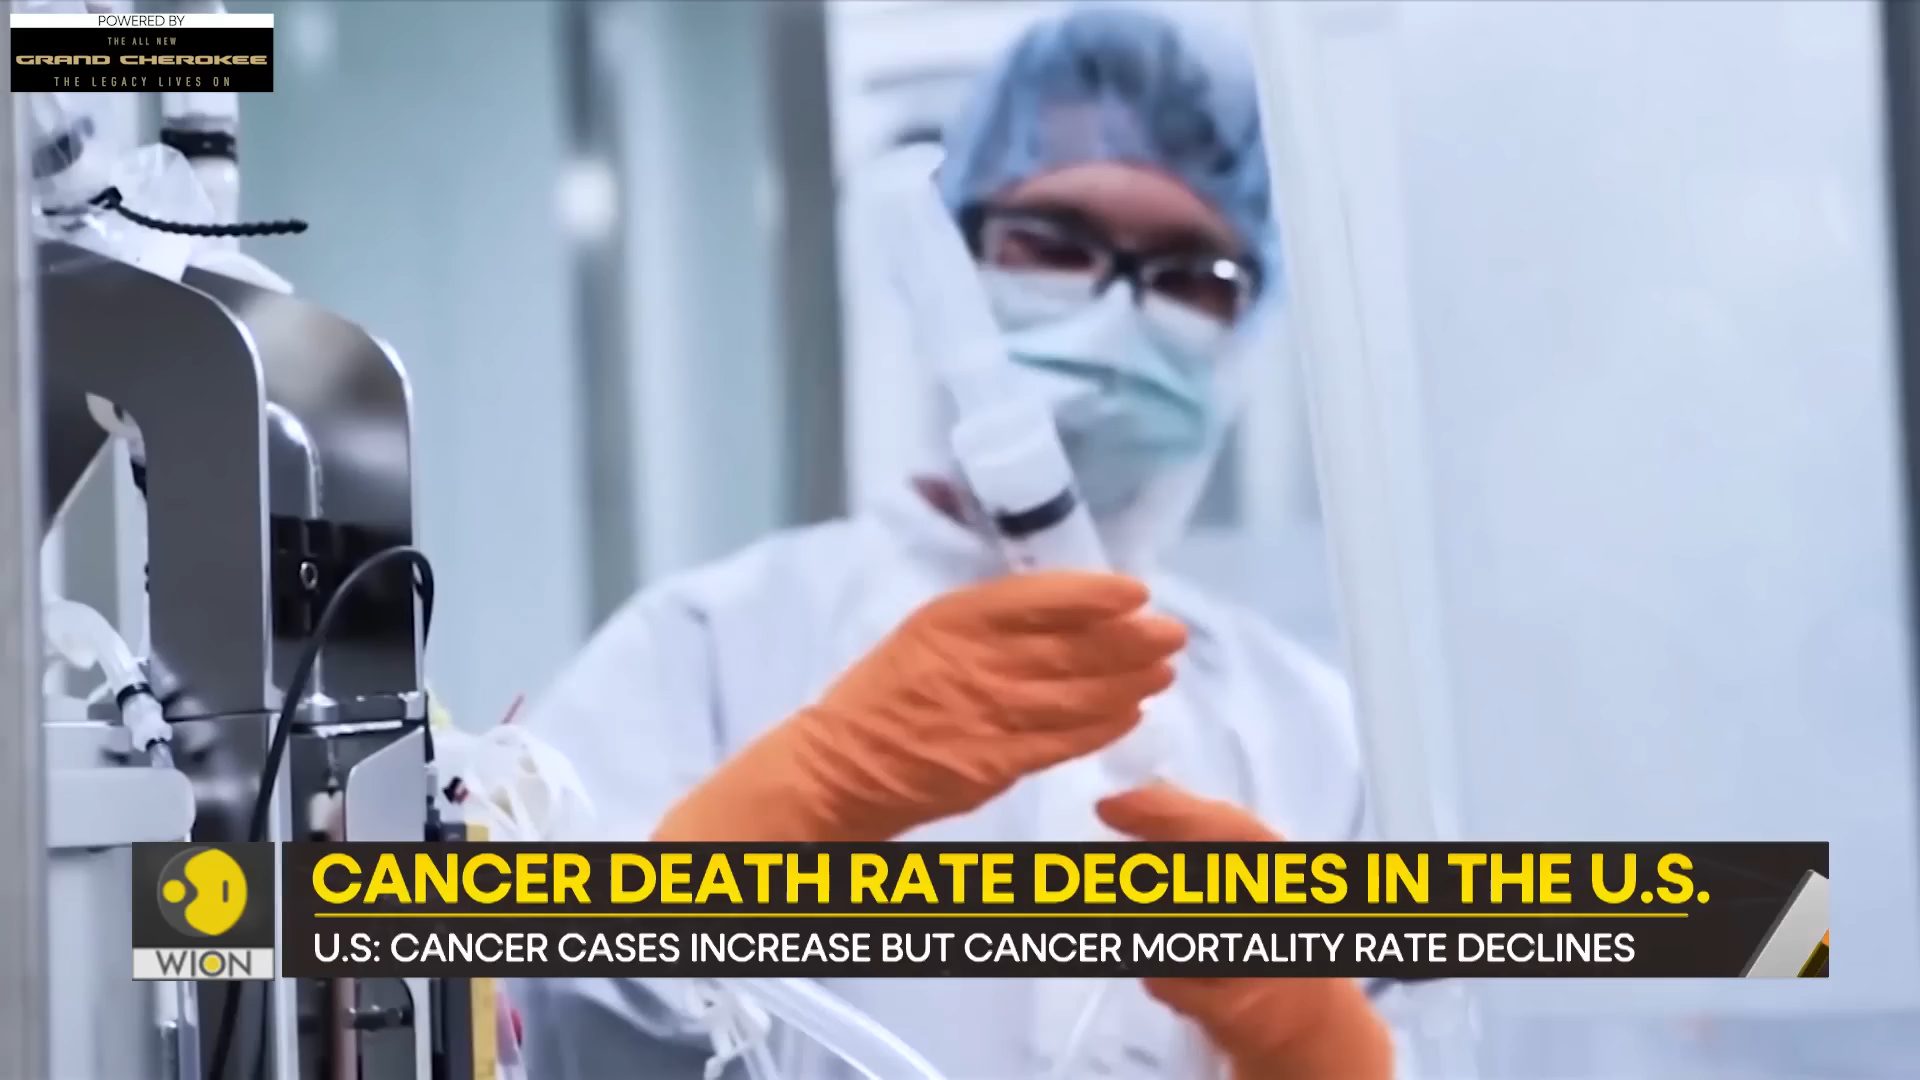 POWERED BY
THE ALL NEW
GRAND CHEROKEE
THE LEGACY LIVES ON
CANCER DEATH RATE DECLINES IN THE U.S.
U.S: CANCER CASES INCREASE BUT CANCER MORTALITY RATE DECLINES
WION